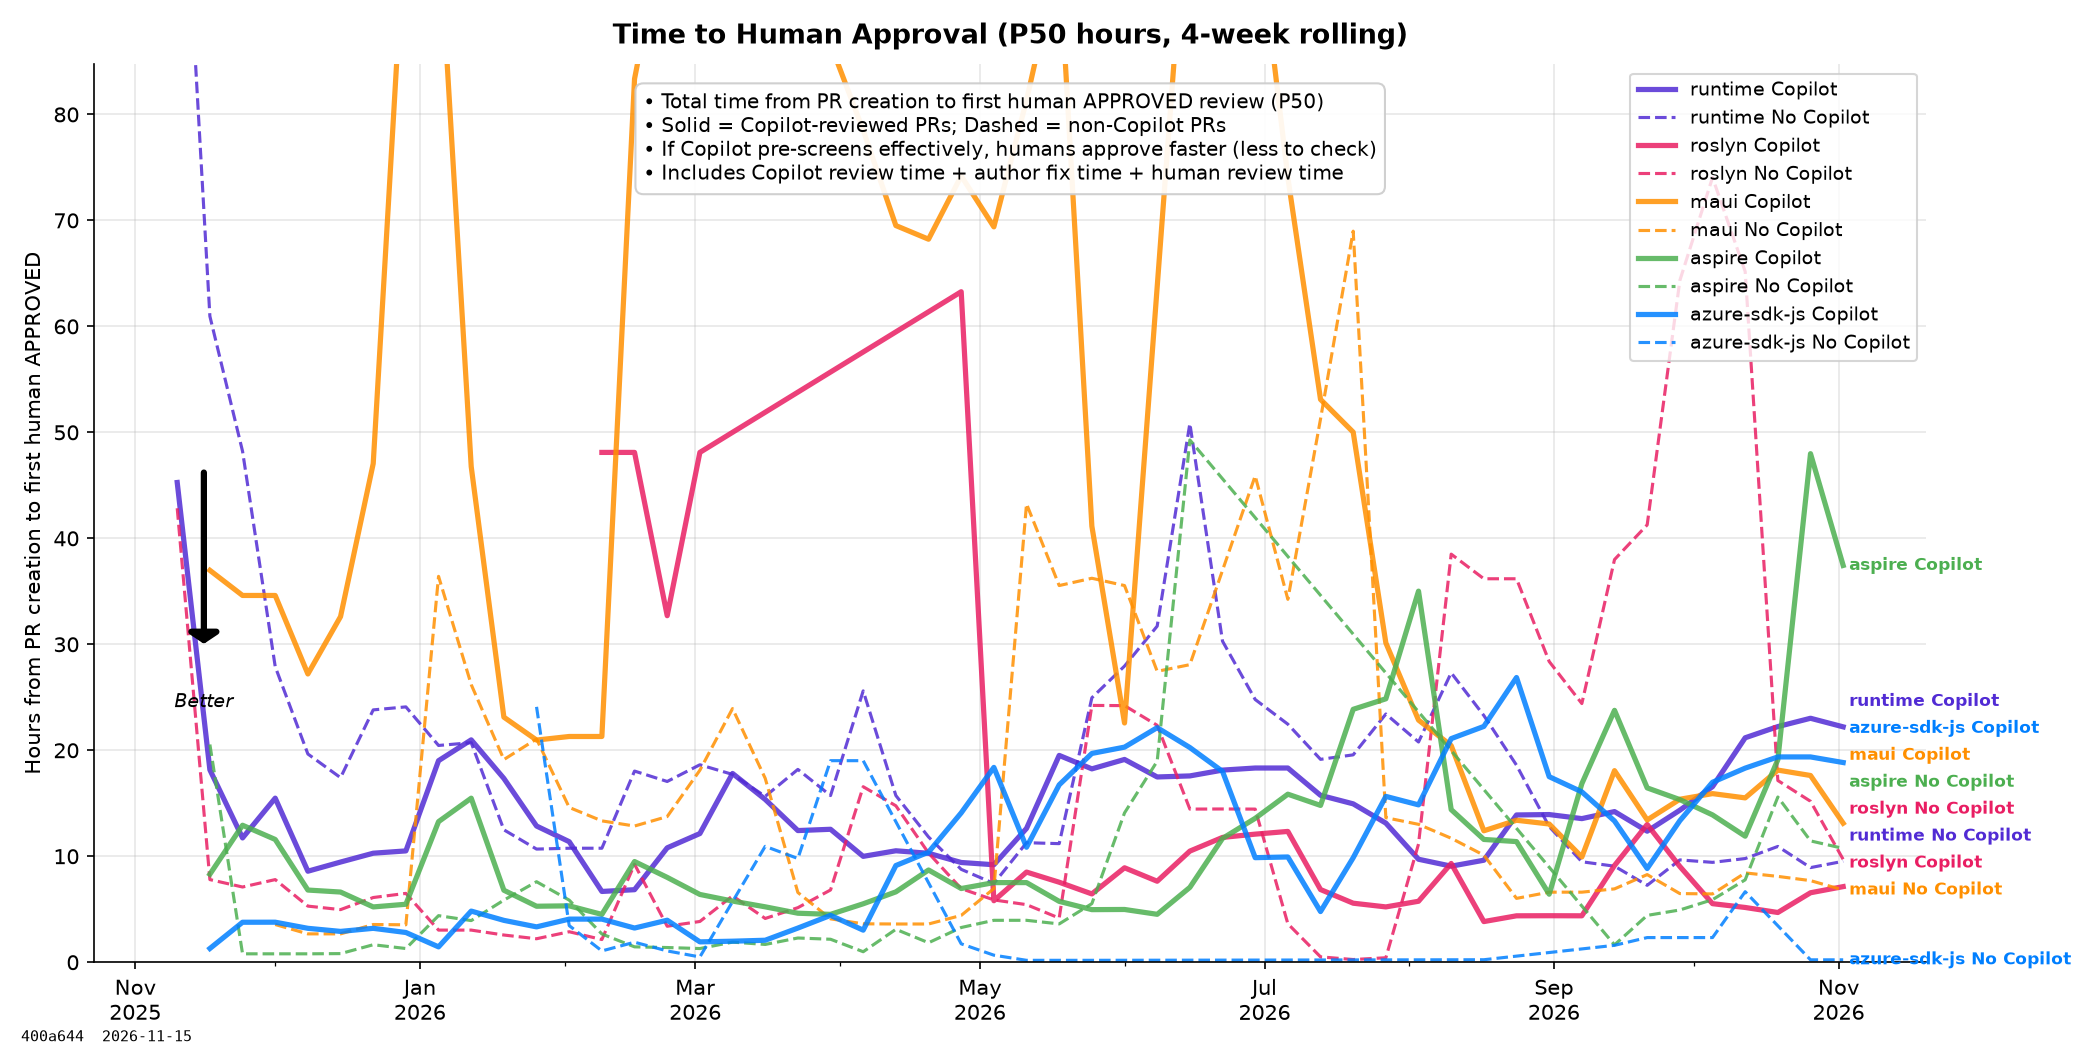 Time to Human Approval (P50 hours, 4-week rolling)
• Total time from PR creation to first human APPROVED review (P50)
• Solid = Copilot-reviewed PRs; Dashed = non-Copilot PRs
• If Copilot pre-screens effectively, humans approve faster (less to check)
• Includes Copilot review time + author fix time + human review time
runtime Copilot
runtime No Copilot
roslyn Copilot
roslyn No Copilot
maui Copilot
maui No Copilot
aspire Copilot
aspire No Copilot
azure-sdk-js Copilot
azure-sdk-js No Copilot
Hours from PR creation to first human APPROVED
80
70
60
50
40
30
20
10
0
Better
aspire Copilot
runtime Copilot
azure-sdk-js Copilot
maui Copilot
aspire No Copilot
roslyn No Copilot
runtime No Copilot
roslyn Copilot
maui No Copilot
azure-sdk-js No Copilot
Nov
2025
Jan
2026
Mar
2026
May
2026
Jul
2026
Sep
2026
Nov
2026
400a644  2026-11-15